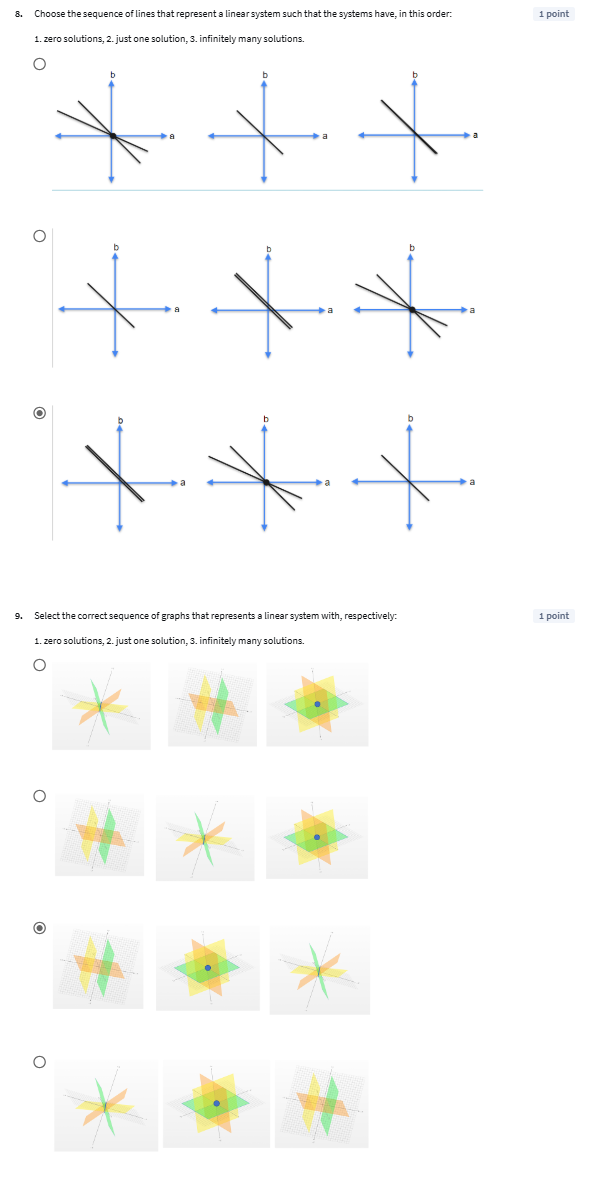 8. Choose the sequence of lines that represent a linear system such that the systems have, in this order: 1 point
1. zero solutions, 2. just one solution, 3. infinitely many solutions.
b b b
a a a
b b b
a a a
b b b
a a a
9. Select the correct sequence of graphs that represents a linear system with, respectively: 1 point
1. zero solutions, 2. just one solution, 3. infinitely many solutions.